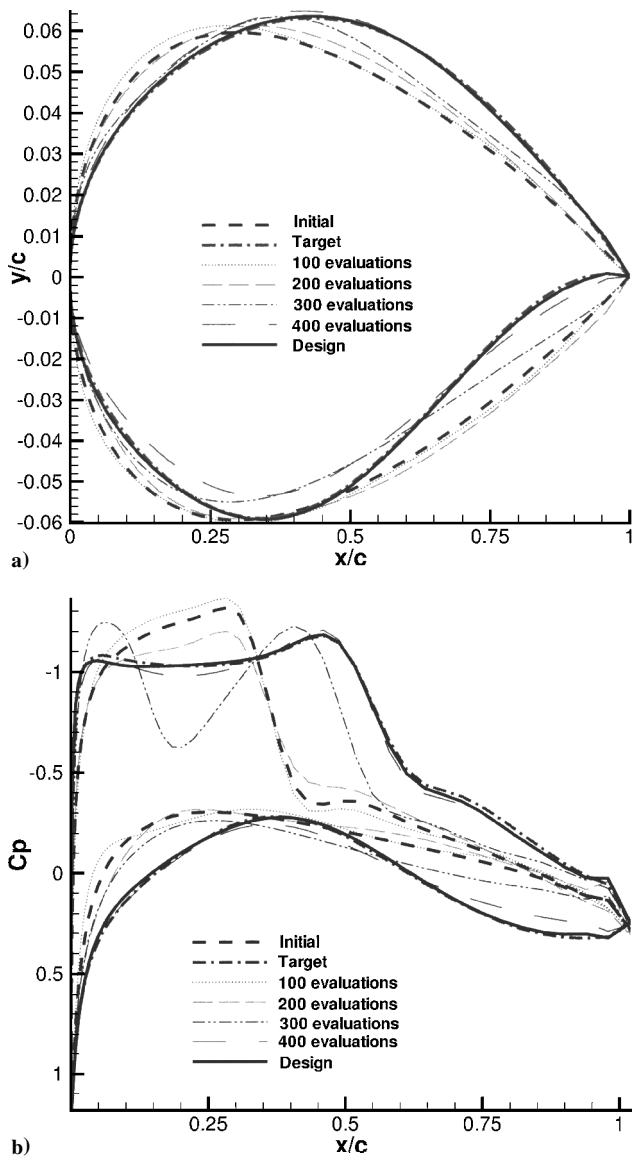 0.06
0.05
0.04
0.03
0.02
0.01
0
-0.01
-0.02
-0.03
-0.04
-0.05
-0.06
y/c
Initial
Target
100 evaluations
200 evaluations
300 evaluations
400 evaluations
Design
0 0.25 0.5 0.75 1
x/c
a)
-1
-0.5
0
0.5
1
Cp
Initial
Target
100 evaluations
200 evaluations
300 evaluations
400 evaluations
Design
0.25 0.5 0.75 1
x/c
b)